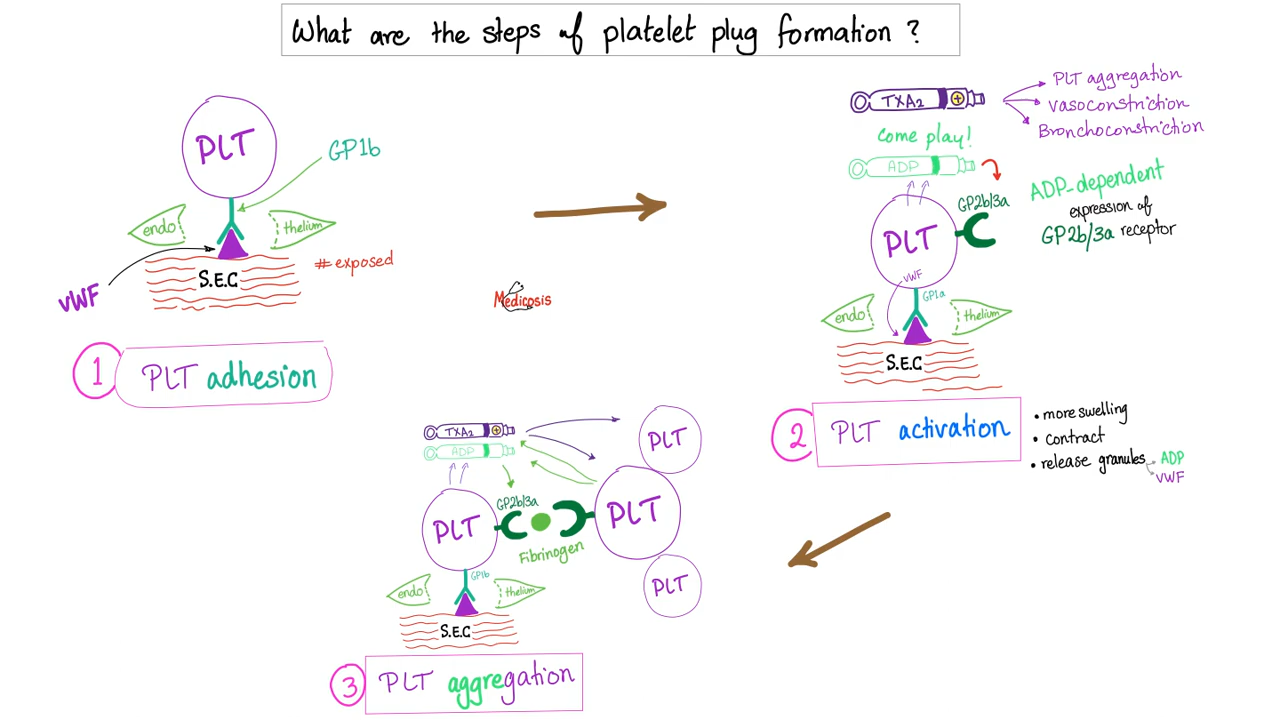 What are the steps of platelet plug formation ?
PLT
GP1b
endo
thelium
vWF
S.E.C
# exposed
1 PLT adhesion
Medicosis
TXA2 +
PLT aggregation
Vasoconstriction
Bronchoconstriction
come play!
ADP
GP2b/3a
ADP-dependent
expression of
GP2b/3a receptor
PLT
vWF
GP1a
endo
thelium
S.E.C
2 PLT activation
• more swelling
• contract
• release granules
ADP
vWF
TXA2 +
ADP
PLT
GP2b/3a
PLT
PLT
Fibrinogen
PLT
GP1b
endo
thelium
S.E.C
3 PLT aggregation